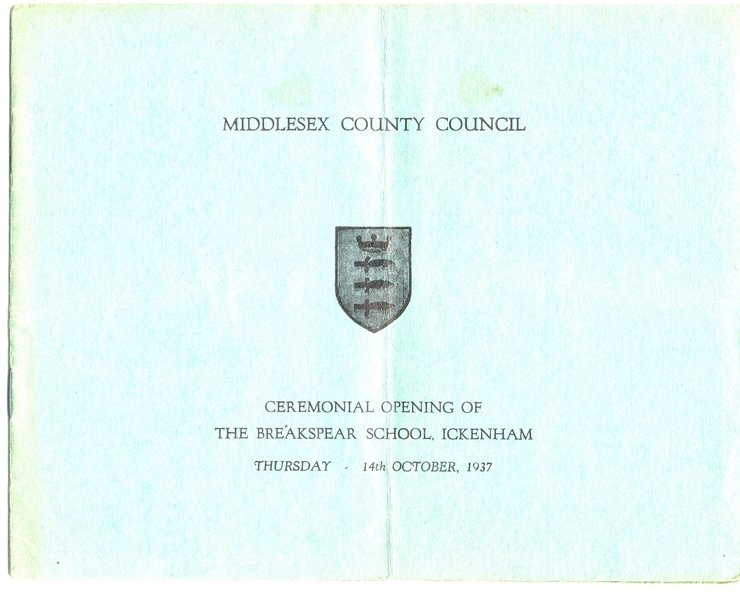 MIDDLESEX COUNTY COUNCIL
CEREMONIAL OPENING OF
THE BREAKSPEAR SCHOOL, ICKENHAM
THURSDAY - 14th OCTOBER, 1937